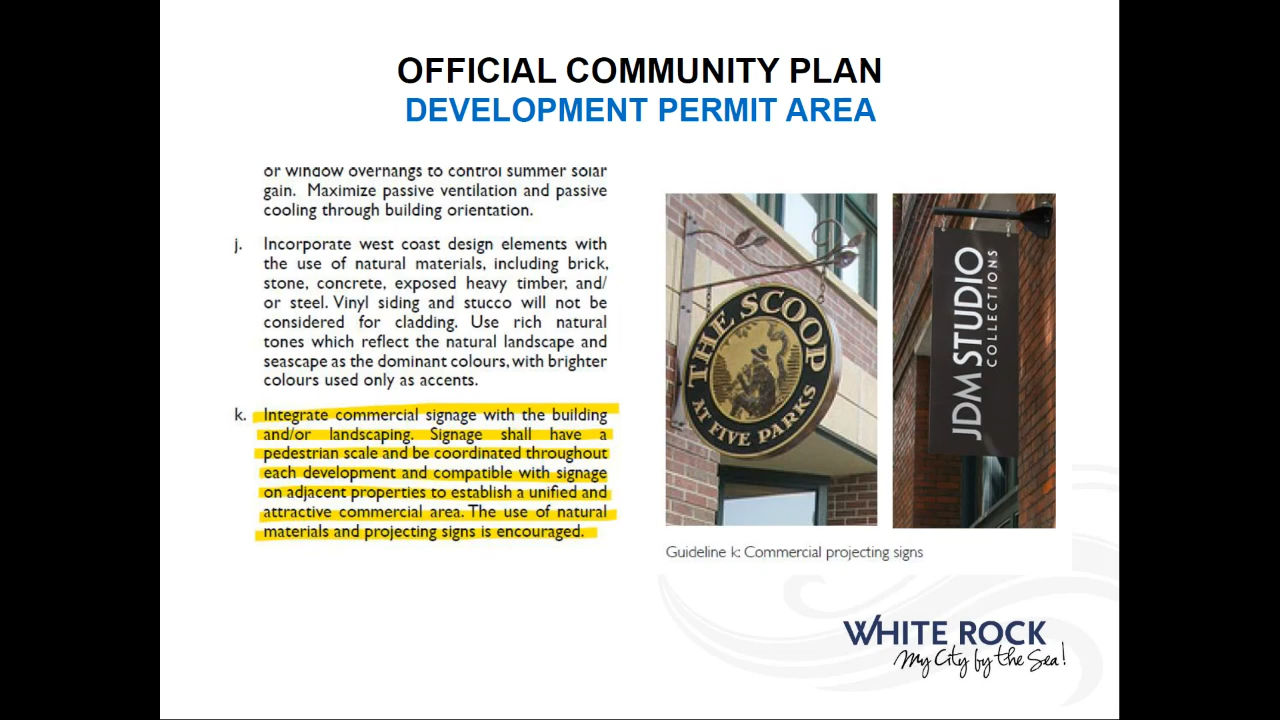 OFFICIAL COMMUNITY PLAN
DEVELOPMENT PERMIT AREA
or window overhangs to control summer solar
gain. Maximize passive ventilation and passive
cooling through building orientation.
j. Incorporate west coast design elements with
the use of natural materials, including brick,
stone, concrete, exposed heavy timber, and/
or steel. Vinyl siding and stucco will not be
considered for cladding. Use rich natural
tones which reflect the natural landscape and
seascape as the dominant colours, with brighter
colours used only as accents.
k. Integrate commercial signage with the building
and/or landscaping. Signage shall have a
pedestrian scale and be coordinated throughout
each development and compatible with signage
on adjacent properties to establish a unified and
attractive commercial area. The use of natural
materials and projecting signs is encouraged.
THE SCOOP
AT FIVE PARKS
JDM STUDIO
COLLECTIONS
Guideline k: Commercial projecting signs
WHITE ROCK
My City by the Sea!